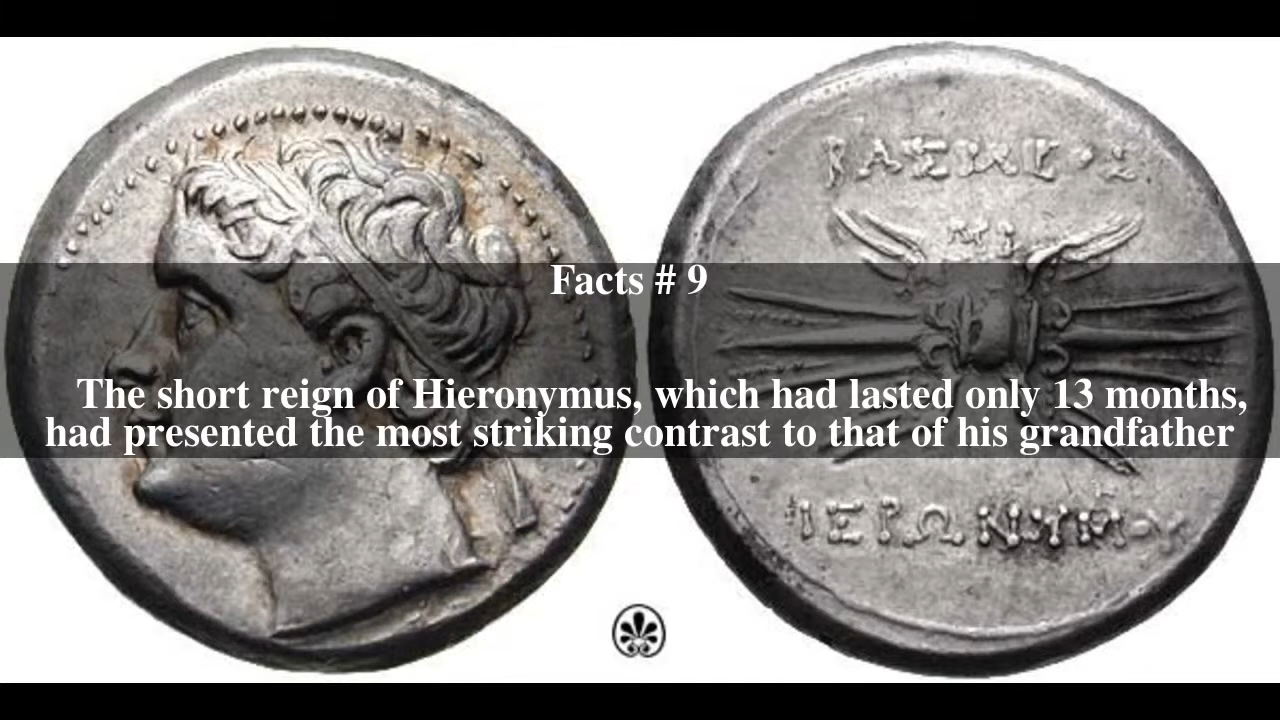 ΒΑΣΙΛΕΟΣ
ΜΙ
Facts # 9
The short reign of Hieronymus, which had lasted only 13 months,
had presented the most striking contrast to that of his grandfather
ΙΕΡΩΝΥΜΟΥ